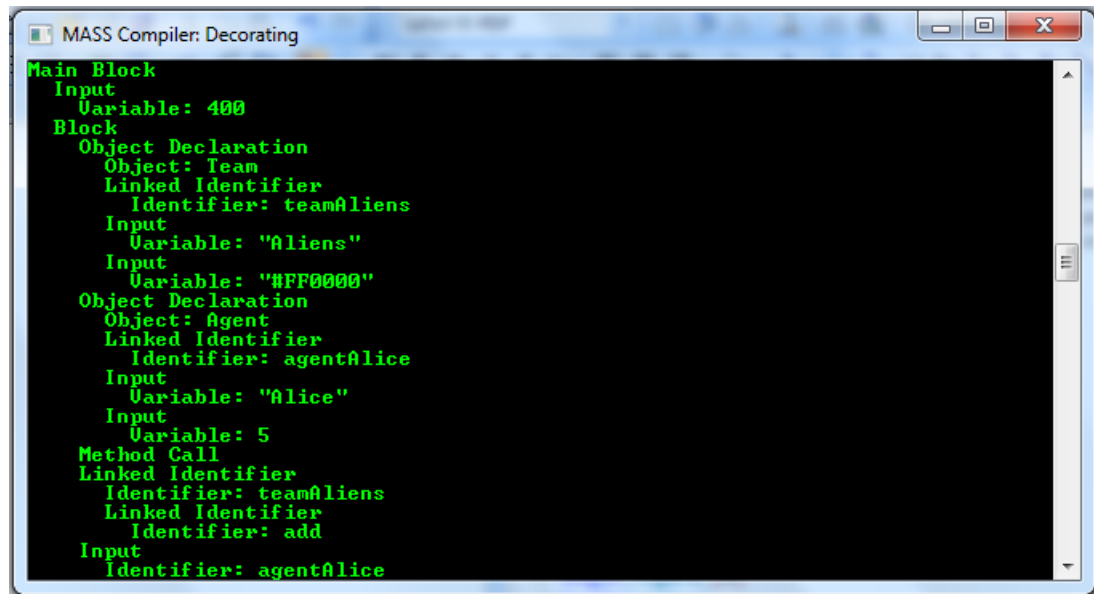 MASS Compiler: Decorating
Main Block
Input
Variable: 400
Block
Object Declaration
Object: Team
Linked Identifier
Identifier: teamAliens
Input
Variable: "Aliens"
Input
Variable: "#FF0000"
Object Declaration
Object: Agent
Linked Identifier
Identifier: agentAlice
Input
Variable: "Alice"
Input
Variable: 5
Method Call
Linked Identifier
Identifier: teamAliens
Linked Identifier
Identifier: add
Input
Identifier: agentAlice